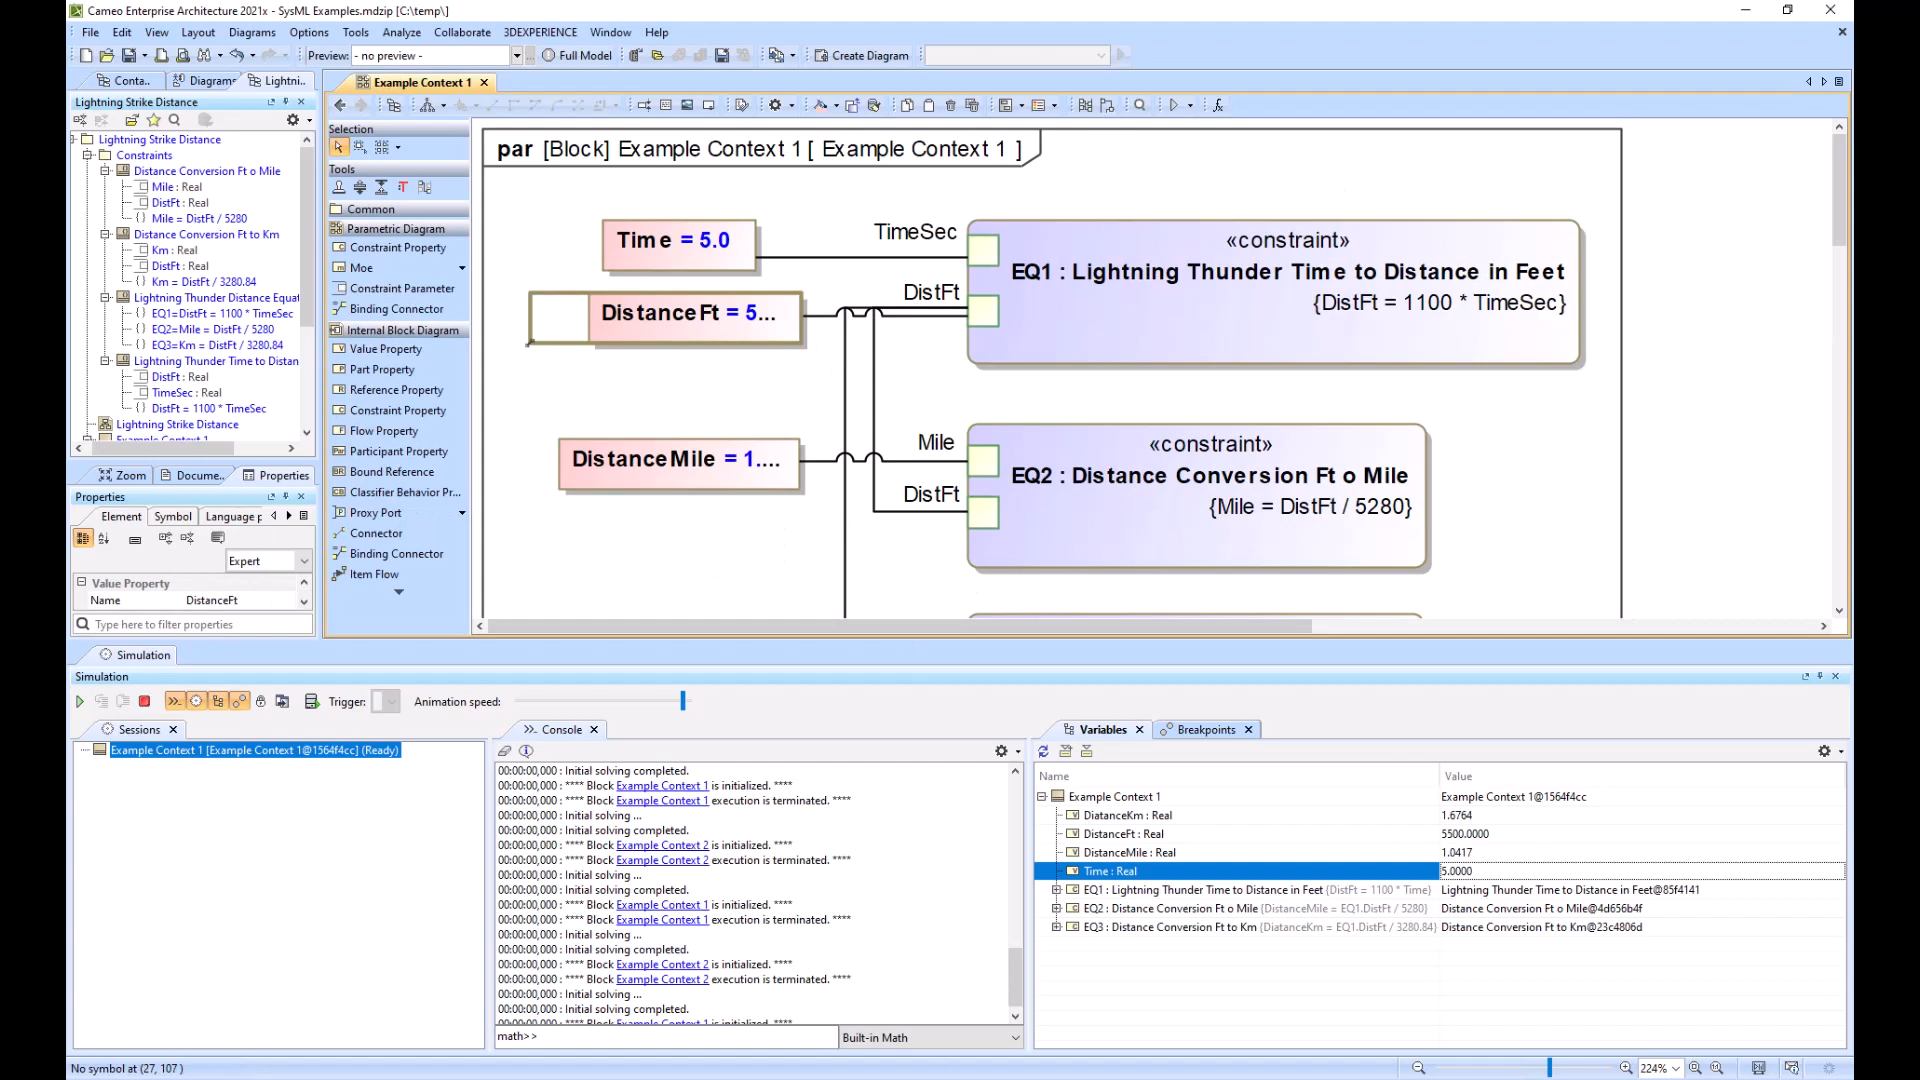 Cameo Enterprise Architecture 2021x - SysML Examples.mdzip [C:\temp\]
File Edit View Layout Diagrams Options Tools Analyze Collaborate 3DEXPERIENCE Window Help
Preview: - no preview - Full Model Create Diagram
Conta.. Diagrams Lightni..
Example Context 1
Lightning Strike Distance
Lightning Strike Distance
Constraints
Distance Conversion Ft o Mile
Mile : Real
DistFt : Real
Mile = DistFt / 5280
Distance Conversion Ft to Km
Km : Real
DistFt : Real
Km = DistFt / 3280.84
Lightning Thunder Distance Equat
EQ1=DistFt = 1100 * TimeSec
EQ2=Mile = DistFt / 5280
EQ3=Km = DistFt / 3280.84
Lightning Thunder Time to Distan
DistFt : Real
TimeSec : Real
DistFt = 1100 * TimeSec
Lightning Strike Distance
Example Context 1
Zoom Docume.. Properties
Properties
Element Symbol Language p
Expert
Value Property
Name DistanceFt
Type here to filter properties
Selection
Tools
Common
Parametric Diagram
Constraint Property
Moe
Constraint Parameter
Binding Connector
Internal Block Diagram
Value Property
Part Property
Reference Property
Constraint Property
Flow Property
Participant Property
Bound Reference
Classifier Behavior Pr...
Proxy Port
Connector
Binding Connector
Item Flow
par [Block] Example Context 1 [ Example Context 1 ]
Time = 5.0
TimeSec
«constraint»
EQ1 : Lightning Thunder Time to Distance in Feet
{DistFt = 1100 * TimeSec}
DistanceFt = 5...
DistFt
DistanceMile = 1....
Mile
DistFt
«constraint»
EQ2 : Distance Conversion Ft o Mile
{Mile = DistFt / 5280}
Simulation
Simulation
Trigger: Animation speed:
Sessions
Example Context 1 [Example Context 1@1564f4cc] (Ready)
Console
00:00:00,000 : Initial solving completed.
00:00:00,000 : **** Block Example Context 1 is initialized. ****
00:00:00,000 : **** Block Example Context 1 execution is terminated. ****
00:00:00,000 : Initial solving ...
00:00:00,000 : Initial solving completed.
00:00:00,000 : **** Block Example Context 2 is initialized. ****
00:00:00,000 : **** Block Example Context 2 execution is terminated. ****
00:00:00,000 : Initial solving ...
00:00:00,000 : Initial solving completed.
00:00:00,000 : **** Block Example Context 1 is initialized. ****
00:00:00,000 : **** Block Example Context 1 execution is terminated. ****
00:00:00,000 : Initial solving ...
00:00:00,000 : Initial solving completed.
00:00:00,000 : **** Block Example Context 2 is initialized. ****
00:00:00,000 : **** Block Example Context 2 execution is terminated. ****
00:00:00,000 : Initial solving ...
00:00:00,000 : Initial solving completed.
00:00:00,000 : **** Block Example Context 1 is initialized. ****
math>> Built-in Math
Variables Breakpoints
Name Value
Example Context 1 Example Context 1@1564f4cc
DiatanceKm : Real 1.6764
DistanceFt : Real 5500.0000
DistanceMile : Real 1.0417
Time : Real 5.0000
EQ1 : Lightning Thunder Time to Distance in Feet {DistFt = 1100 * Time} Lightning Thunder Time to Distance in Feet@85f4141
EQ2 : Distance Conversion Ft o Mile {DistanceMile = EQ1.DistFt / 5280} Distance Conversion Ft o Mile@4d656b4f
EQ3 : Distance Conversion Ft to Km {DiatanceKm = EQ1.DistFt / 3280.84} Distance Conversion Ft to Km@23c4806d
No symbol at (27, 107 ) 224%